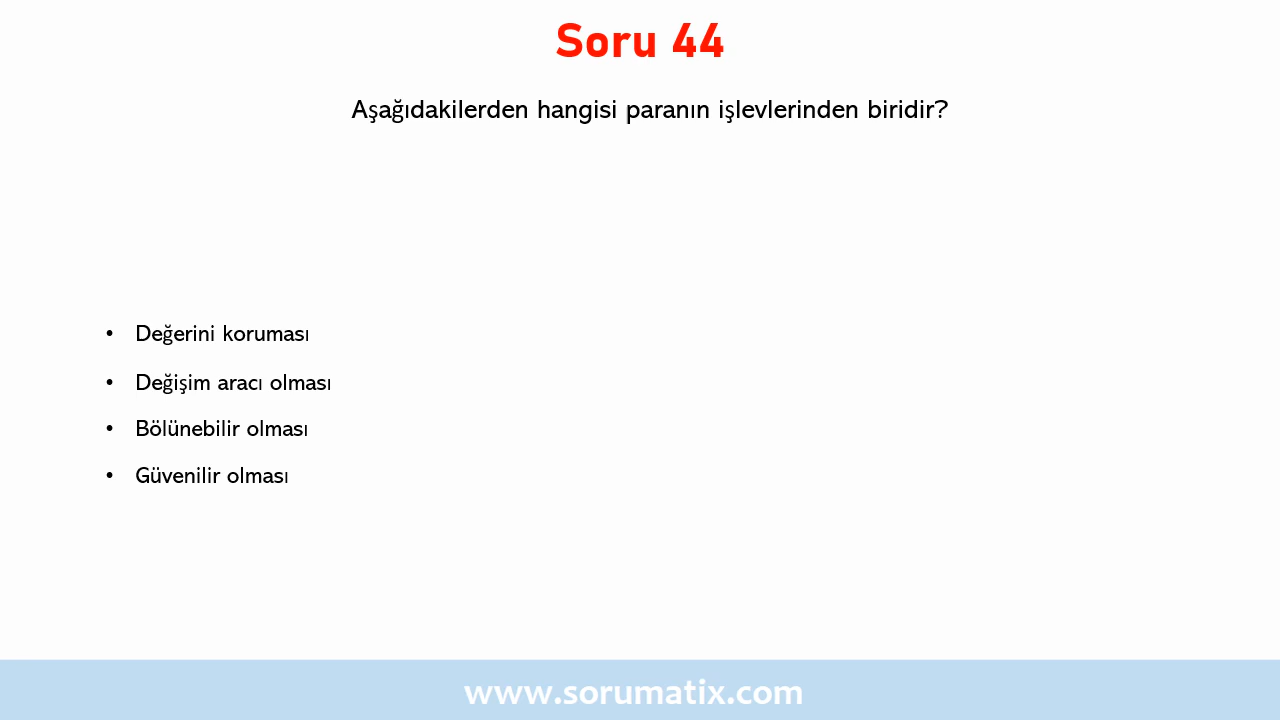 Soru 44
Aşağıdakilerden hangisi paranın işlevlerinden biridir?
• Değerini koruması
• Değişim aracı olması
• Bölünebilir olması
• Güvenilir olması
www.sorumatix.com